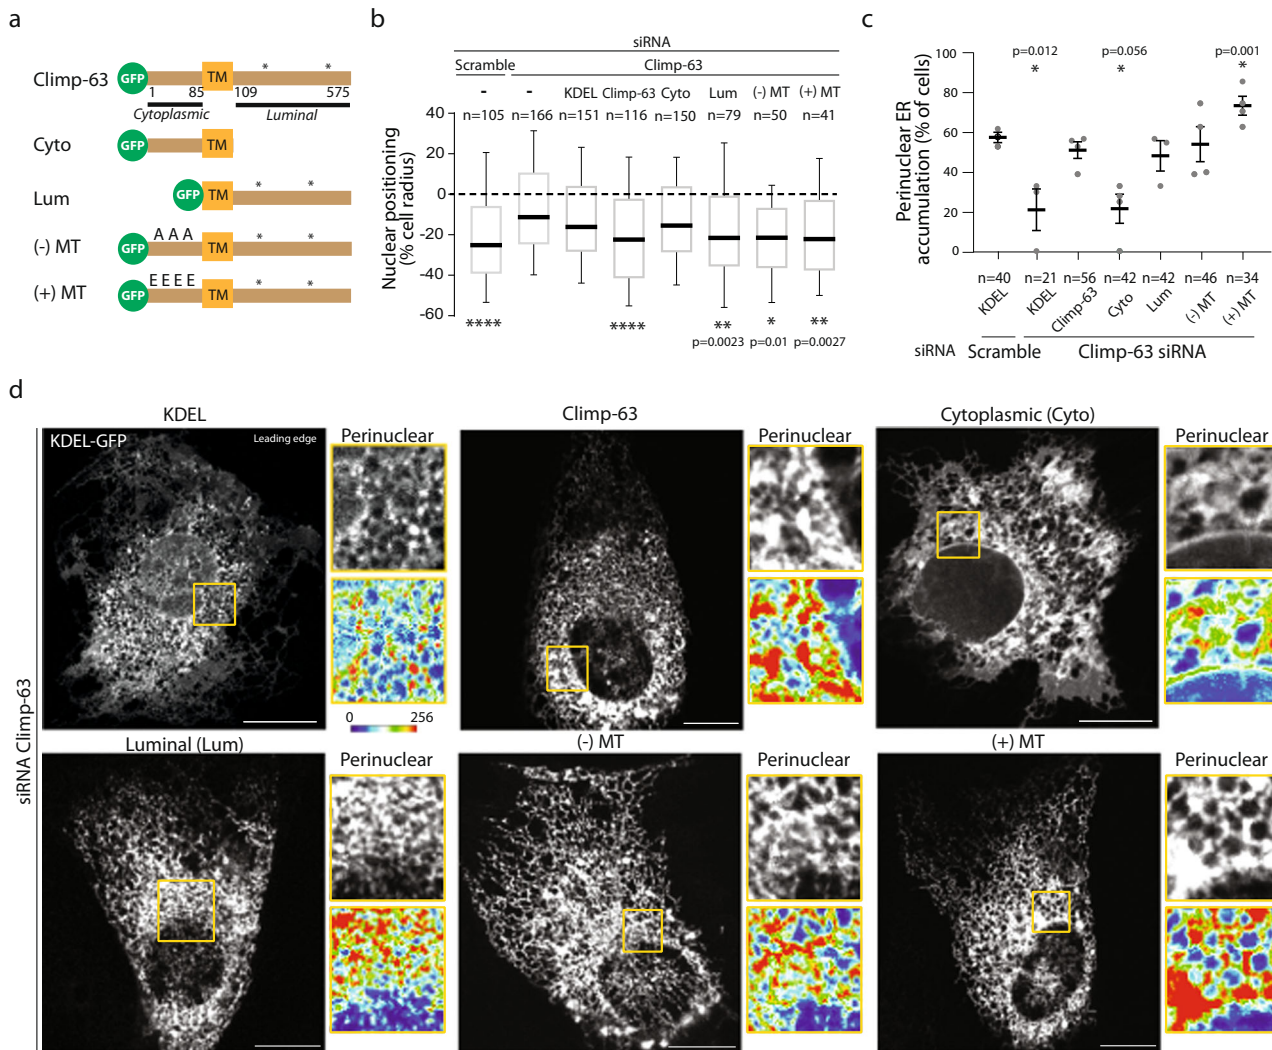 a
Climp-63
GFP
TM
* *
1 85 109 575
Cytoplasmic Luminal
Cyto
GFP
TM
Lum
GFP
TM
* *
(-) MT
A A A
GFP
TM
* *
(+) MT
E E E E
GFP
TM
* *
b
siRNA
Scramble Climp-63
- - KDEL Climp-63 Cyto Lum (-) MT (+) MT
n=105 n=166 n=151 n=116 n=150 n=79 n=50 n=41
Nuclear positioning
(% cell radius)
40
20
0
-20
-40
-60
**** **** ** * **
p=0.0023 p=0.01 p=0.0027
c
p=0.012 p=0.056 p=0.001
* * *
Perinuclear ER
accumulation (% of cells)
100
80
60
40
20
0
n=40 n=21 n=56 n=42 n=42 n=46 n=34
KDEL KDEL Climp-63 Cyto Lum (-) MT (+) MT
siRNA Scramble Climp-63 siRNA
d
siRNA Climp-63
KDEL
KDEL-GFP
Leading edge
Perinuclear
0 256
Climp-63
Perinuclear
Cytoplasmic (Cyto)
Perinuclear
Luminal (Lum)
Perinuclear
(-) MT
Perinuclear
(+) MT
Perinuclear